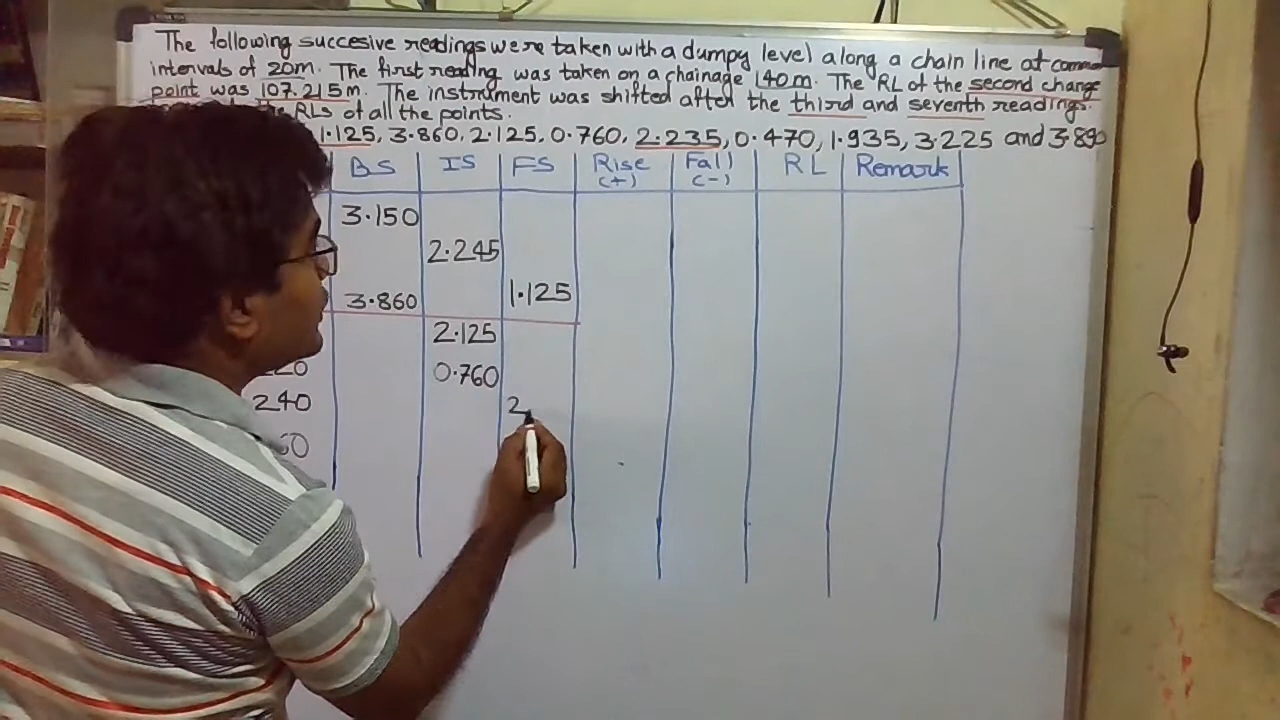 The following succesive readings were taken with a dumpy level along a chain line at common
intervals of 20m. The first reading was taken on a chainage 140m. The RL of the second change
point was 107.215m. The instrument was shifted after the third and seventh readings.
the RLs of all the points.
1.125, 3.860, 2.125, 0.760, 2.235, 0.470, 1.935, 3.225 and 3.890
BS IS FS Rise (+) Fall (-) RL Remark
3.150
2.245
3.860 1.125
2.125
0.760
240 2.